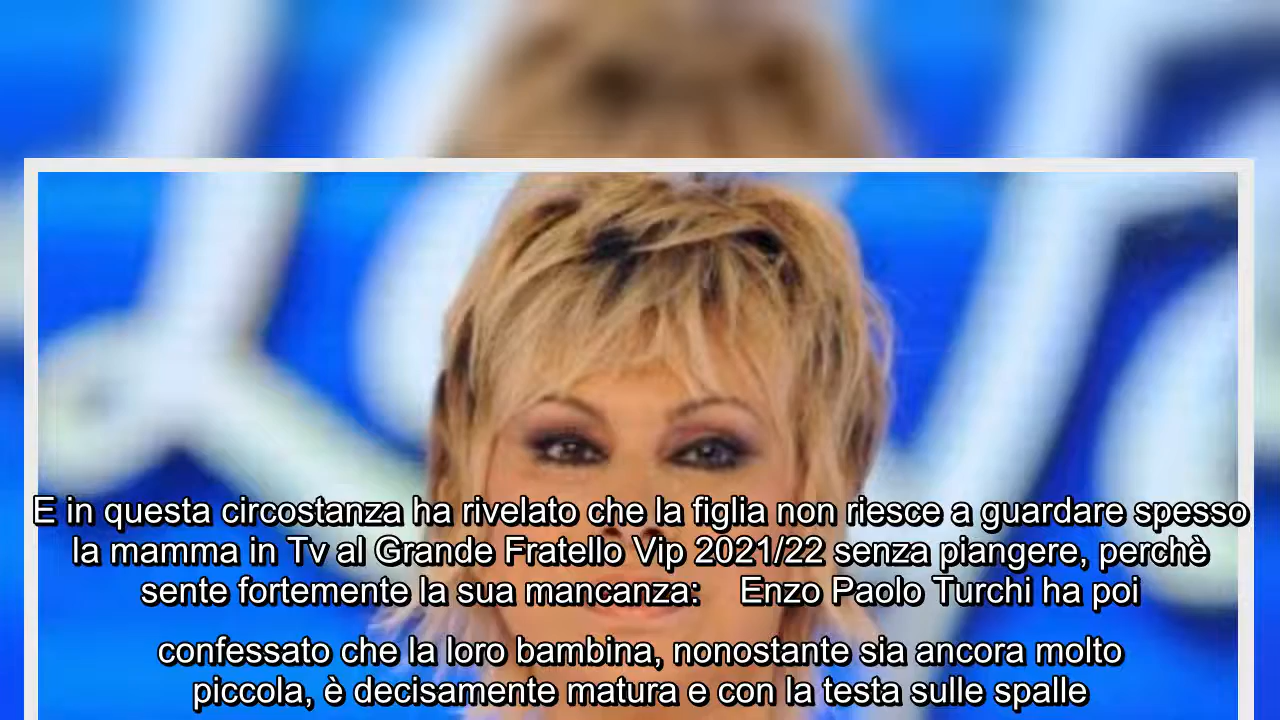 E in questa circostanza ha rivelato che la figlia non riesce a guardare spesso
la mamma in Tv al Grande Fratello Vip 2021/22 senza piangere, perchè
sente fortemente la sua mancanza: Enzo Paolo Turchi ha poi
confessato che la loro bambina, nonostante sia ancora molto
piccola, è decisamente matura e con la testa sulle spalle